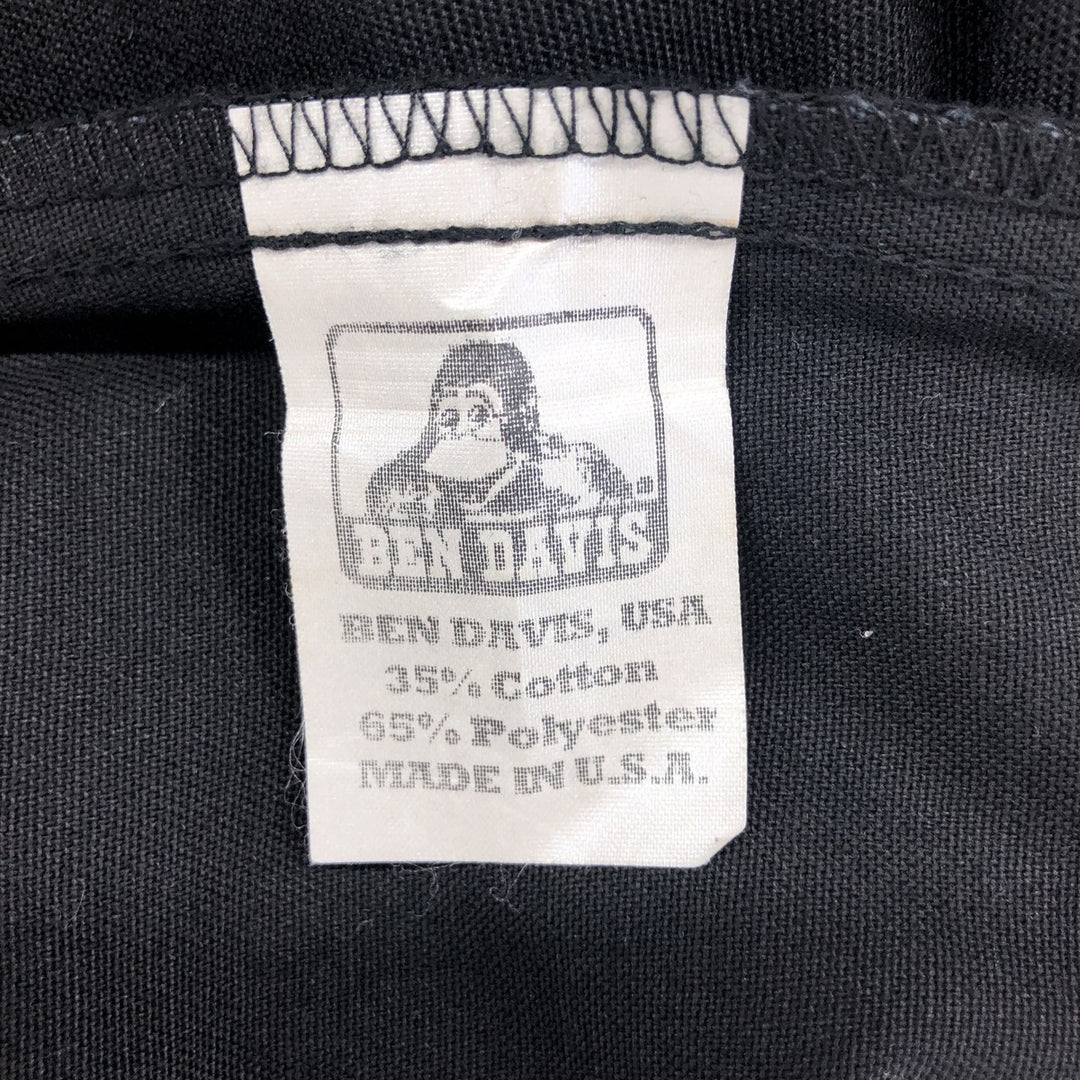 BEN DAVIS
BEN DAVIS, USA
35% Cotton
65% Polyester
MADE IN U.S.A.